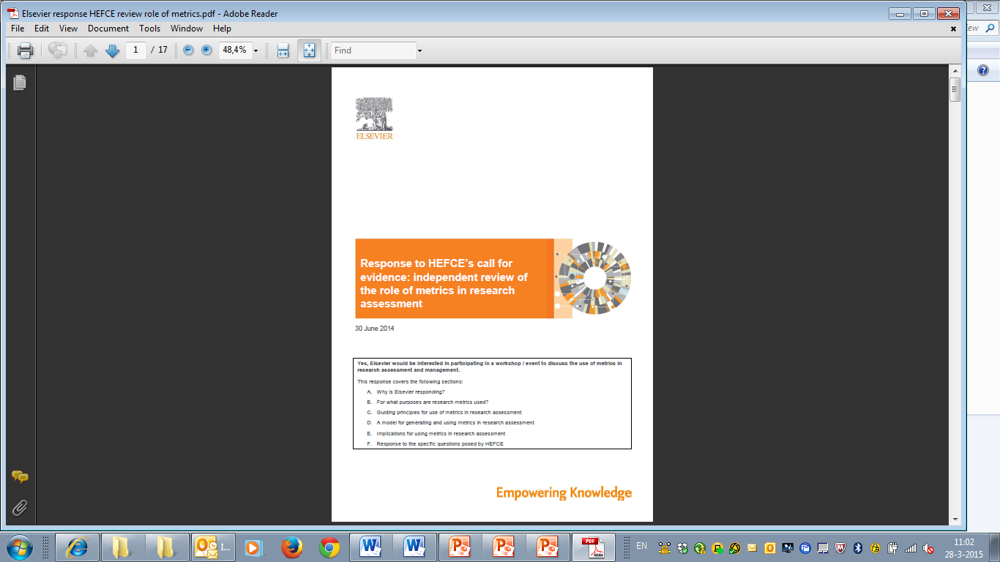 Elsevier response HEFCE review role of metrics.pdf - Adobe Reader
File Edit View Document Tools Window Help
1 / 17 48,4% Find
ELSEVIER
Response to HEFCE’s call for
evidence: independent review of
the role of metrics in research
assessment
30 June 2014
Yes, Elsevier would be interested in participating in a workshop / event to discuss the use of metrics in
research assessment and management.
This response covers the following sections:
A. Why is Elsevier responding?
B. For what purposes are research metrics used?
C. Guiding principles for use of metrics in research assessment
D. A model for generating and using metrics in research assessment
E. Implications for using metrics in research assessment
F. Response to the specific questions posed by HEFCE
Empowering Knowledge
I...
EN
11:02
28-3-2015